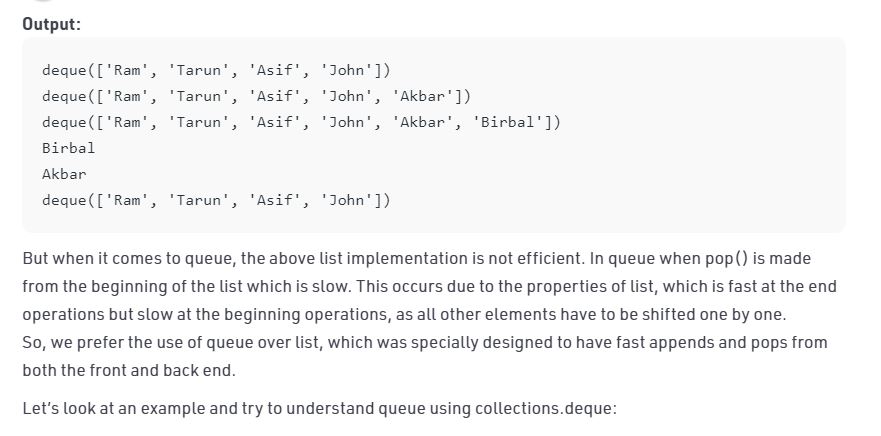 Output:
deque(['Ram', 'Tarun', 'Asif', 'John'])
deque(['Ram', 'Tarun', 'Asif', 'John', 'Akbar'])
deque(['Ram', 'Tarun', 'Asif', 'John', 'Akbar', 'Birbal'])
Birbal
Akbar
deque(['Ram', 'Tarun', 'Asif', 'John'])
But when it comes to queue, the above list implementation is not efficient. In queue when pop() is made
from the beginning of the list which is slow. This occurs due to the properties of list, which is fast at the end
operations but slow at the beginning operations, as all other elements have to be shifted one by one.
So, we prefer the use of queue over list, which was specially designed to have fast appends and pops from
both the front and back end.
Let’s look at an example and try to understand queue using collections.deque: